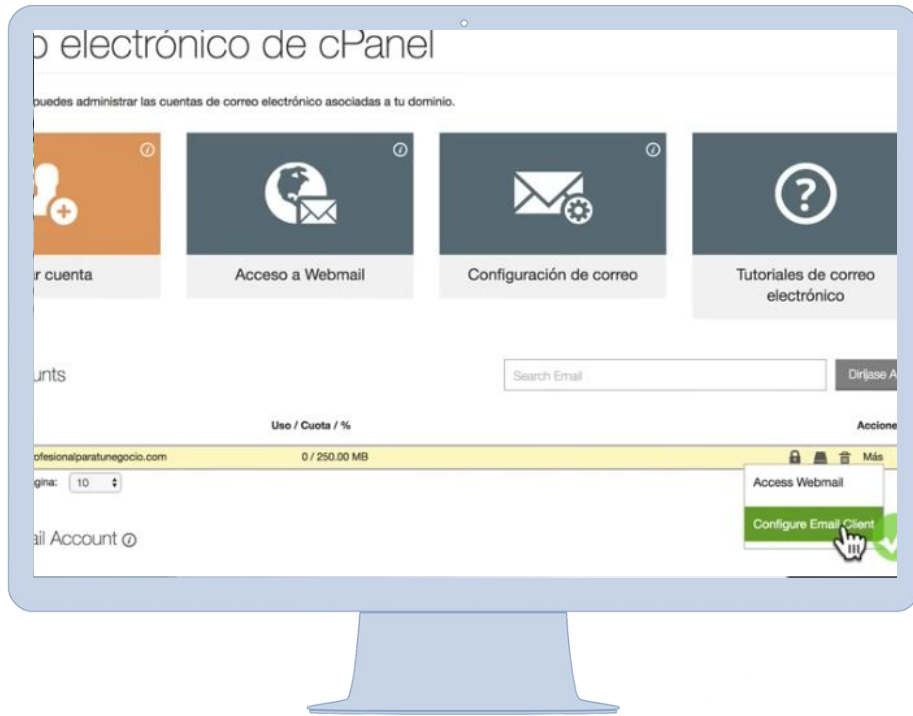 o electrónico de cPanel
puedes administrar las cuentas de correo electrónico asociadas a tu dominio.
r cuenta
Acceso a Webmail
Configuración de correo
Tutoriales de correo
electrónico
unts
Search Email
Diríjase A
Uso / Cuota / %
Accione
ofesionalparatunegocio.com
0 / 250.00 MB
Más
gina:
10
Access Webmail
Configure Email Client
ail Account